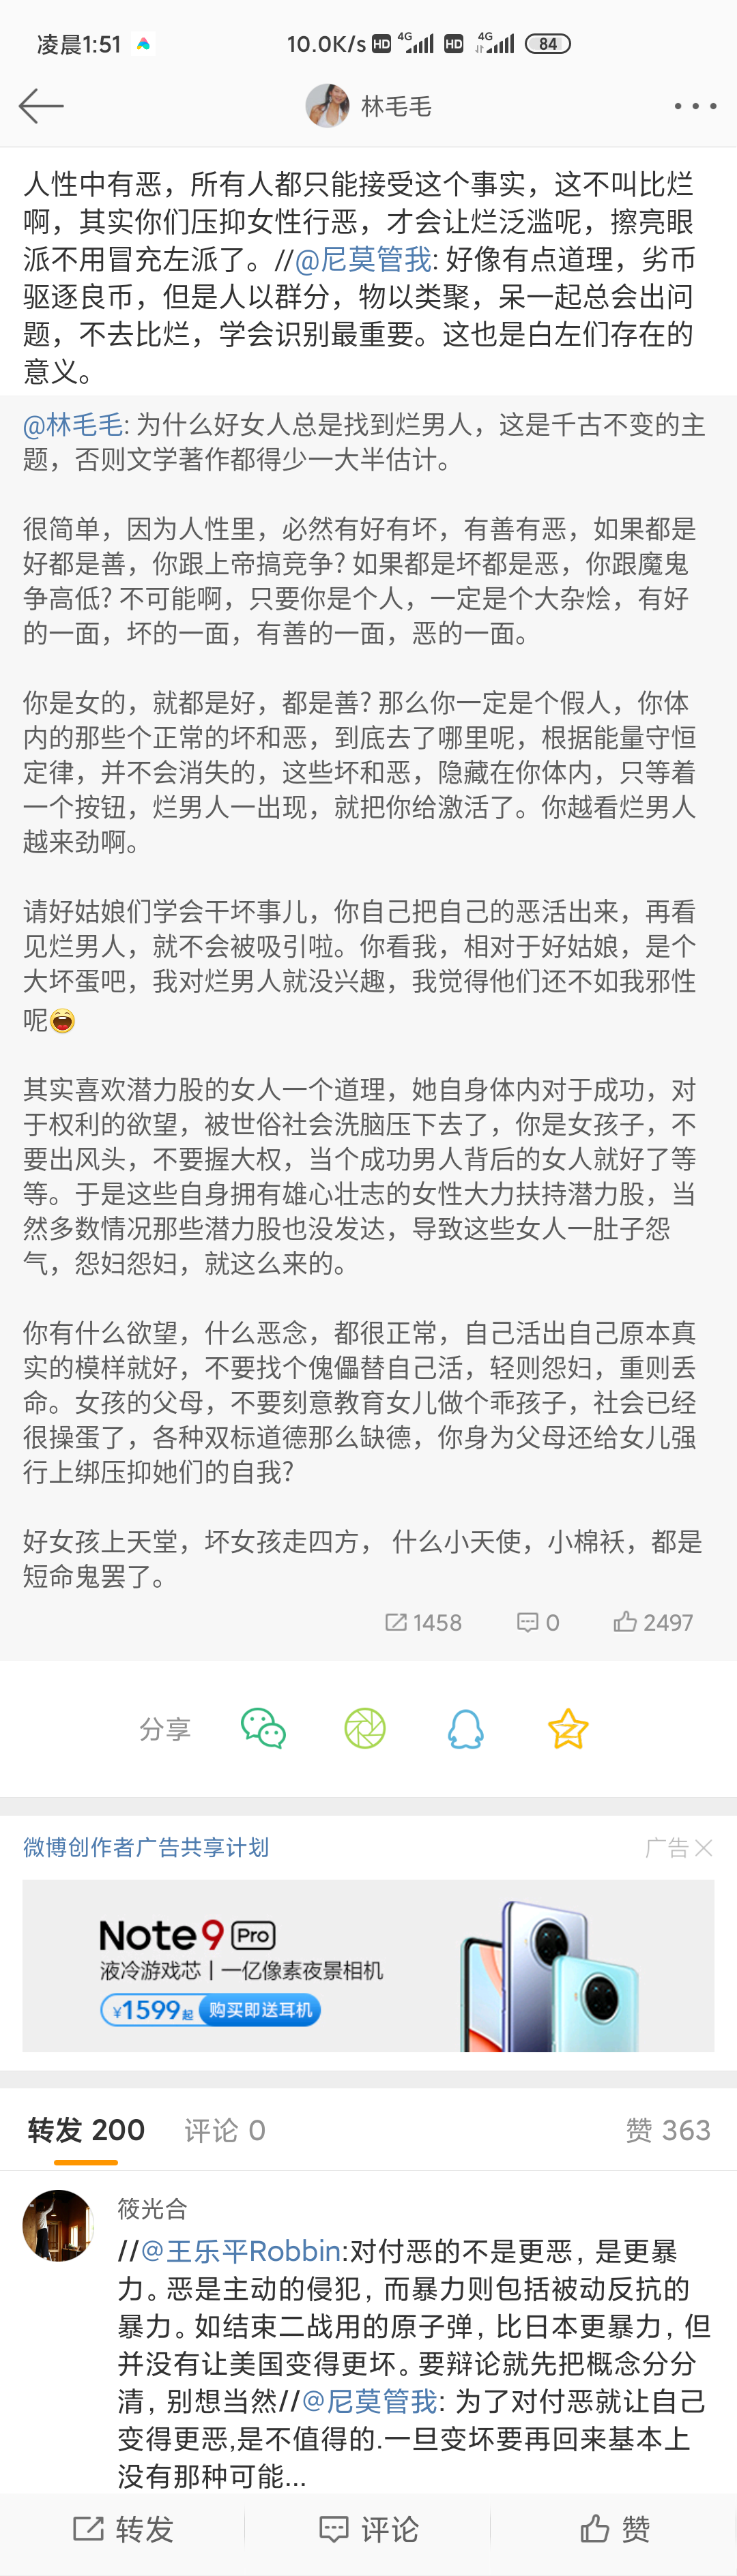 凌晨1:51
10.0K/s HD 4G HD 4G 84
林毛毛
人性中有恶，所有人都只能接受这个事实，这不叫比烂
啊，其实你们压抑女性行恶，才会让烂泛滥呢，擦亮眼
派不用冒充左派了。//@尼莫管我: 好像有点道理，劣币
驱逐良币，但是人以群分，物以类聚，呆一起总会出问
题，不去比烂，学会识别最重要。这也是白左们存在的
意义。
@林毛毛: 为什么好女人总是找到烂男人，这是千古不变的主
题，否则文学著作都得少一大半估计。
很简单，因为人性里，必然有好有坏，有善有恶，如果都是
好都是善，你跟上帝搞竞争? 如果都是坏都是恶，你跟魔鬼
争高低? 不可能啊，只要你是个人，一定是个大杂烩，有好
的一面，坏的一面，有善的一面，恶的一面。
你是女的，就都是好，都是善? 那么你一定是个假人，你体
内的那些个正常的坏和恶，到底去了哪里呢，根据能量守恒
定律，并不会消失的，这些坏和恶，隐藏在你体内，只等着
一个按钮，烂男人一出现，就把你给激活了。你越看烂男人
越来劲啊。
请好姑娘们学会干坏事儿，你自己把自己的恶活出来，再看
见烂男人，就不会被吸引啦。你看我，相对于好姑娘，是个
大坏蛋吧，我对烂男人就没兴趣，我觉得他们还不如我邪性
呢
其实喜欢潜力股的女人一个道理，她自身体内对于成功，对
于权利的欲望，被世俗社会洗脑压下去了，你是女孩子，不
要出风头，不要握大权，当个成功男人背后的女人就好了等
等。于是这些自身拥有雄心壮志的女性大力扶持潜力股，当
然多数情况那些潜力股也没发达，导致这些女人一肚子怨
气，怨妇怨妇，就这么来的。
你有什么欲望，什么恶念，都很正常，自己活出自己原本真
实的模样就好，不要找个傀儡替自己活，轻则怨妇，重则丢
命。女孩的父母，不要刻意教育女儿做个乖孩子，社会已经
很操蛋了，各种双标道德那么缺德，你身为父母还给女儿强
行上绑压抑她们的自我?
好女孩上天堂，坏女孩走四方， 什么小天使，小棉袄，都是
短命鬼罢了。
1458 0 2497
分享
微博创作者广告共享计划
广告
Note9 Pro
液冷游戏芯 | 一亿像素夜景相机
¥1599起 购买即送耳机
转发 200 评论 0 赞 363
筱光合
//@王乐平Robbin:对付恶的不是更恶, 是更暴
力。恶是主动的侵犯, 而暴力则包括被动反抗的
暴力。如结束二战用的原子弹, 比日本更暴力, 但
并没有让美国变得更坏。要辩论就先把概念分分
清, 别想当然//@尼莫管我: 为了对付恶就让自己
变得更恶,是不值得的.一旦变坏要再回来基本上
没有那种可能...
转发 评论 赞